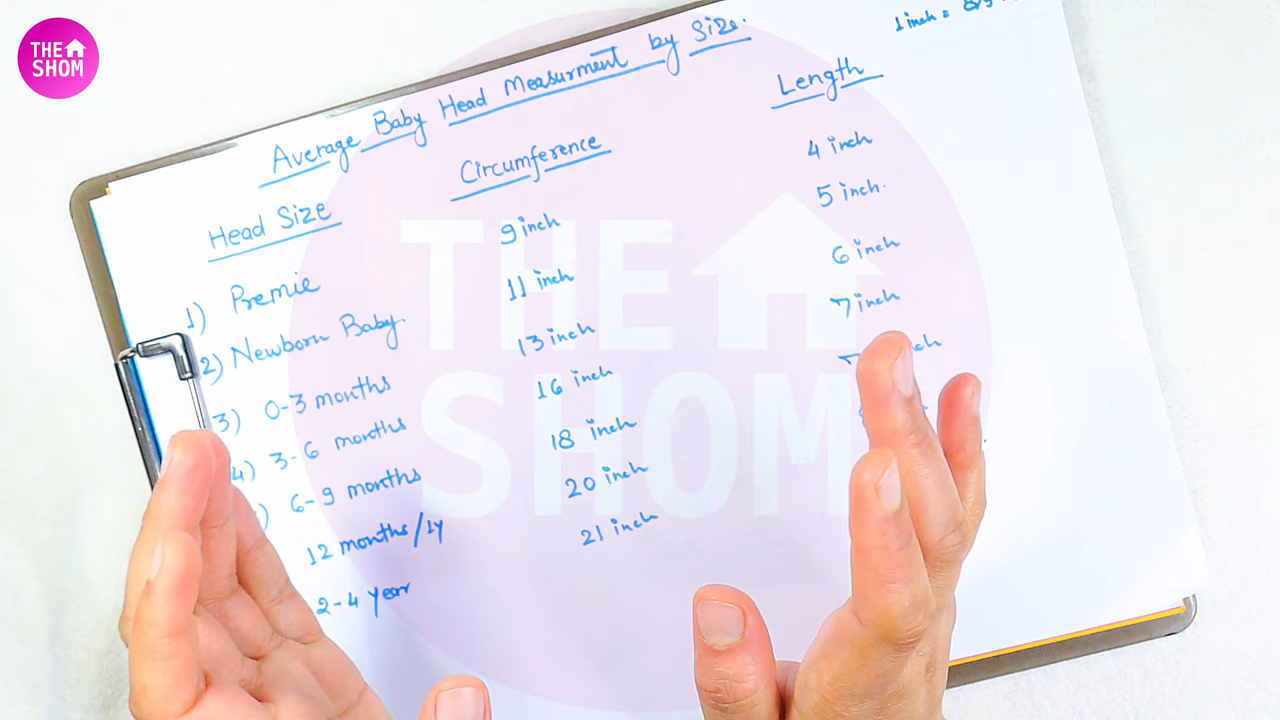 THE
SHOM
Average Baby Head Measurment by Size.
1 inch =
Head Size Circumference Length
1) Premie 9 inch 4 inch
2) Newborn Baby 11 inch 5 inch.
3) 0-3 months 13 inch 6 inch
4) 3-6 months 16 inch 7 inch
6-9 months 18 inch 7
12 months/1y 20 inch
2-4 year 21 inch
THE
SHOM